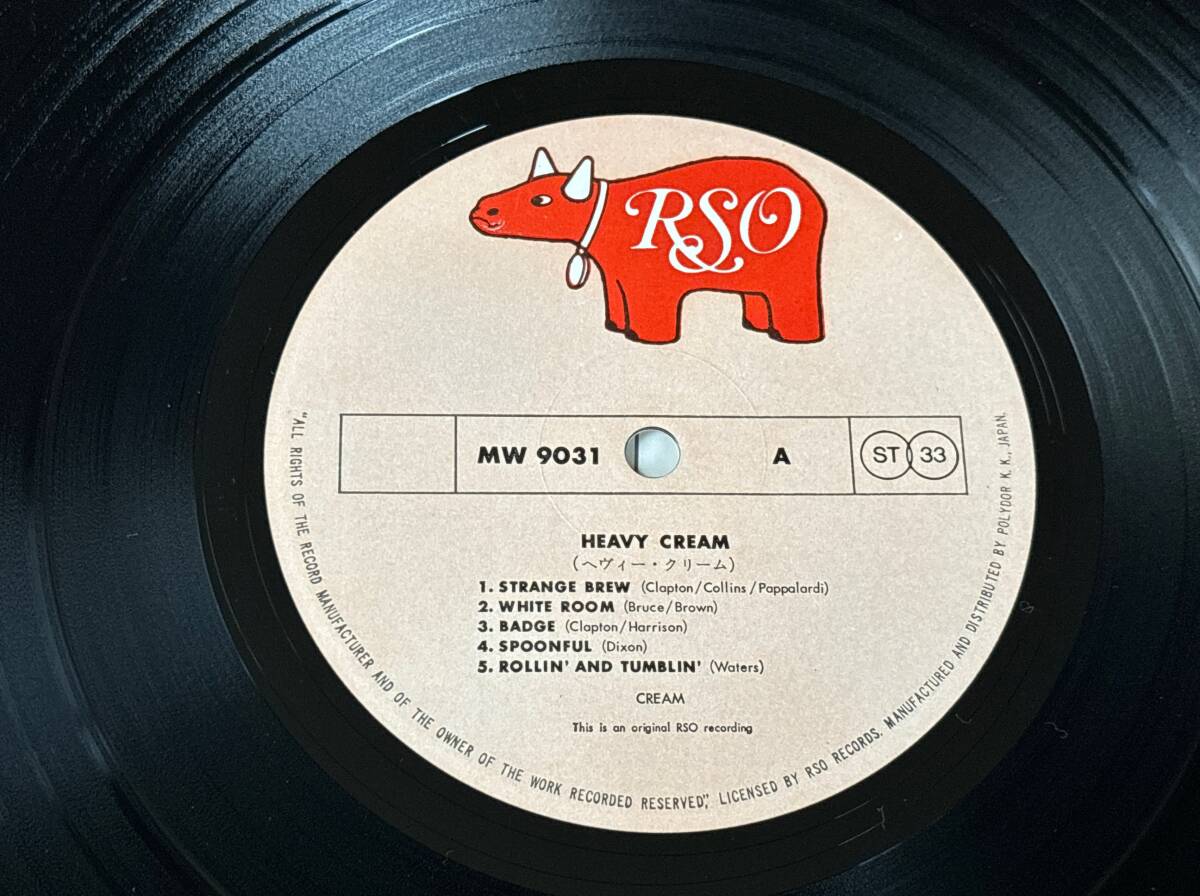 RSO
MW 9031
A
ST 33
HEAVY CREAM
(ヘヴィー・クリーム)
1. STRANGE BREW (Clapton/Collins/Pappalardi)
2. WHITE ROOM (Bruce/Brown)
3. BADGE (Clapton/Harrison)
4. SPOONFUL (Dixon)
5. ROLLIN' AND TUMBLIN' (Waters)
CREAM
This is an original RSO recording
"ALL RIGHTS OF THE RECORD MANUFACTURER AND OF THE OWNER OF THE WORK RECORDED RESERVED", LICENSED BY RSO RECORDS. MANUFACTURED AND DISTRIBUTED BY POLYDOR K.K., JAPAN.